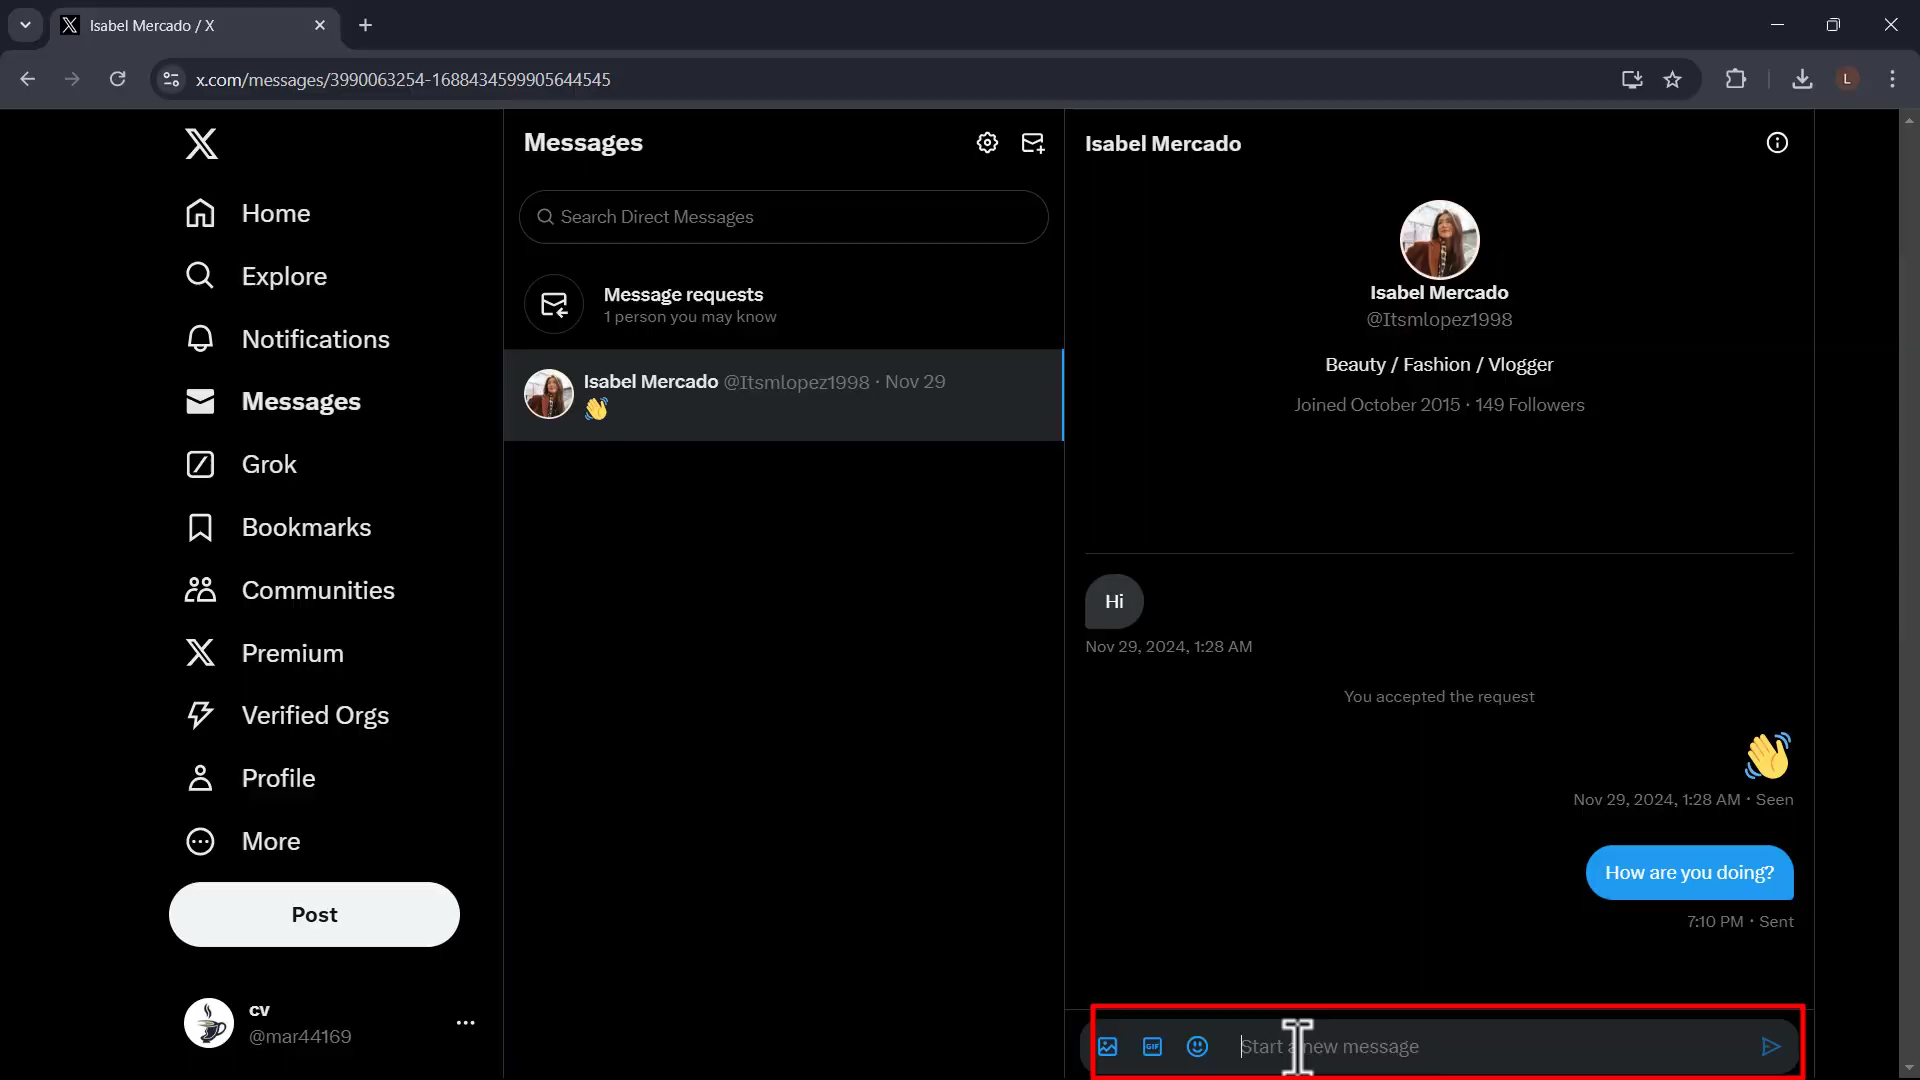 Isabel Mercado / X
x.com/messages/3990063254-1688434599905644545
L
Home
Explore
Notifications
Messages
Grok
Bookmarks
Communities
Premium
Verified Orgs
Profile
More
Post
cv
@mar44169
Messages
Search Direct Messages
Message requests
1 person you may know
Isabel Mercado @Itsmlopez1998 · Nov 29
👋
Isabel Mercado
Isabel Mercado
@Itsmlopez1998
Beauty / Fashion / Vlogger
Joined October 2015 · 149 Followers
Hi
Nov 29, 2024, 1:28 AM
You accepted the request
👋
Nov 29, 2024, 1:28 AM · Seen
How are you doing?
7:10 PM · Sent
GIF
Start a new message